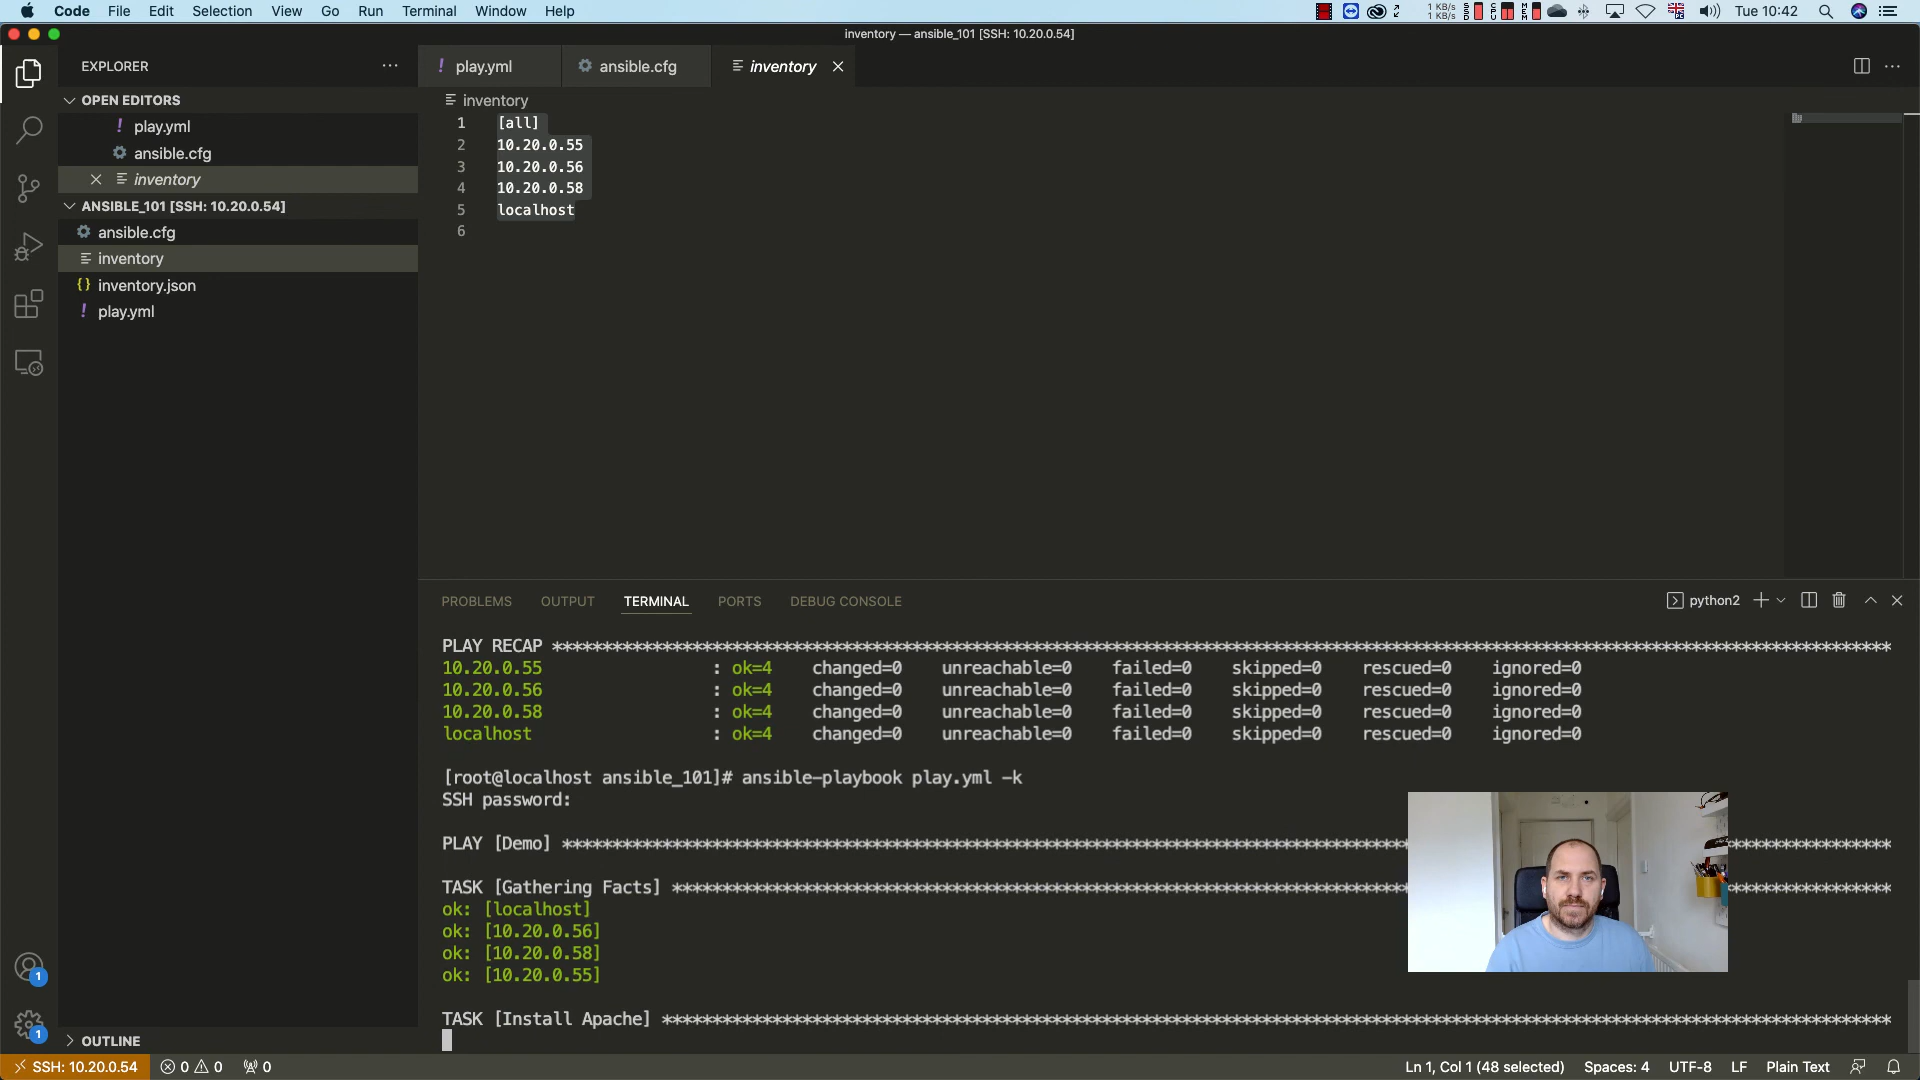 Code File Edit Selection View Go Run Terminal Window Help
1 KB/s
1 KB/s
Tue 10:42
inventory — ansible_101 [SSH: 10.20.0.54]
EXPLORER
OPEN EDITORS
play.yml
ansible.cfg
inventory
ANSIBLE_101 [SSH: 10.20.0.54]
ansible.cfg
inventory
{} inventory.json
! play.yml
OUTLINE
! play.yml
ansible.cfg
inventory
inventory
1 [all]
2 10.20.0.55
3 10.20.0.56
4 10.20.0.58
5 localhost
6
PROBLEMS OUTPUT TERMINAL PORTS DEBUG CONSOLE
python2
PLAY RECAP *************************************************************************************************************************************
10.20.0.55 : ok=4 changed=0 unreachable=0 failed=0 skipped=0 rescued=0 ignored=0
10.20.0.56 : ok=4 changed=0 unreachable=0 failed=0 skipped=0 rescued=0 ignored=0
10.20.0.58 : ok=4 changed=0 unreachable=0 failed=0 skipped=0 rescued=0 ignored=0
localhost : ok=4 changed=0 unreachable=0 failed=0 skipped=0 rescued=0 ignored=0
[root@localhost ansible_101]# ansible-playbook play.yml -k
SSH password:
PLAY [Demo] *************************************************************************************************************************************
TASK [Gathering Facts] **************************************************************************************************************************
ok: [localhost]
ok: [10.20.0.56]
ok: [10.20.0.58]
ok: [10.20.0.55]
TASK [Install Apache] ***************************************************************************************************************************
1
1
SSH: 10.20.0.54 0 0 0
Ln 1, Col 1 (48 selected) Spaces: 4 UTF-8 LF Plain Text